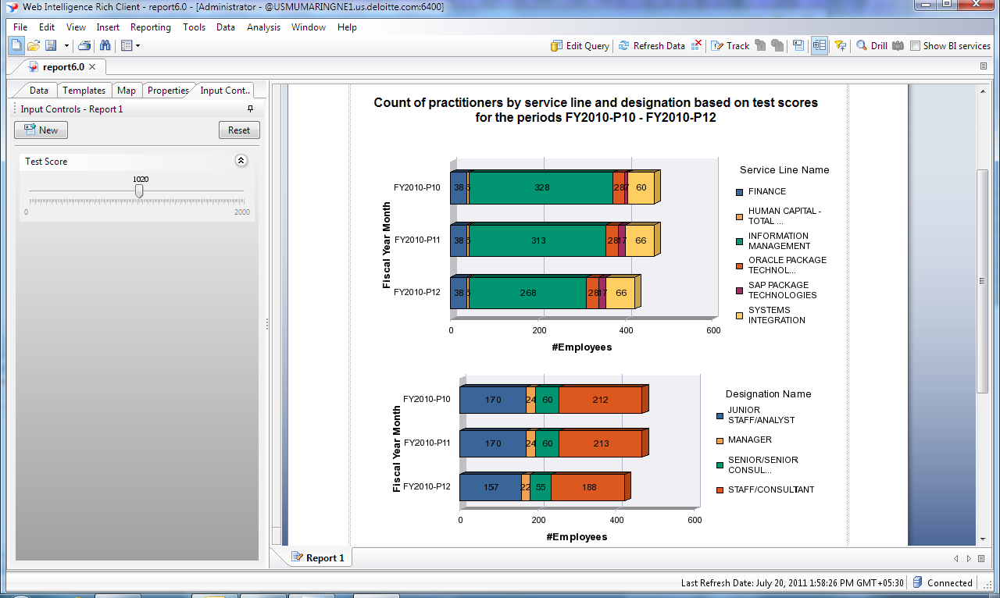 Web Intelligence Rich Client - report6.0 - [Administrator - @USMUMARINGNE1.us.deloitte.com:6400]
File Edit View Insert Reporting Tools Data Analysis Window Help
Edit Query Refresh Data Track Drill Show BI services
report6.0
Data Templates Map Properties Input Cont..
Input Controls - Report 1
New Reset
Test Score
1020
0 2000
Count of practitioners by service line and designation based on test scores
for the periods FY2010-P10 - FY2010-P12
Fiscal Year Month
FY2010-P10 38 328 28 7 60
FY2010-P11 38 313 28 17 66
FY2010-P12 38 268 28 17 66
0 200 400 600
#Employees
Service Line Name
FINANCE
HUMAN CAPITAL -
TOTAL ...
INFORMATION
MANAGEMENT
ORACLE PACKAGE
TECHNOL...
SAP PACKAGE
TECHNOLOGIES
SYSTEMS
INTEGRATION
Fiscal Year Month
FY2010-P10 170 24 60 212
FY2010-P11 170 24 60 213
FY2010-P12 157 22 55 188
0 200 400 600
#Employees
Designation Name
JUNIOR
STAFF/ANALYST
MANAGER
SENIOR/SENIOR
CONSUL...
STAFF/CONSULTANT
Report 1
Last Refresh Date: July 20, 2011 1:58:26 PM GMT+05:30 Connected